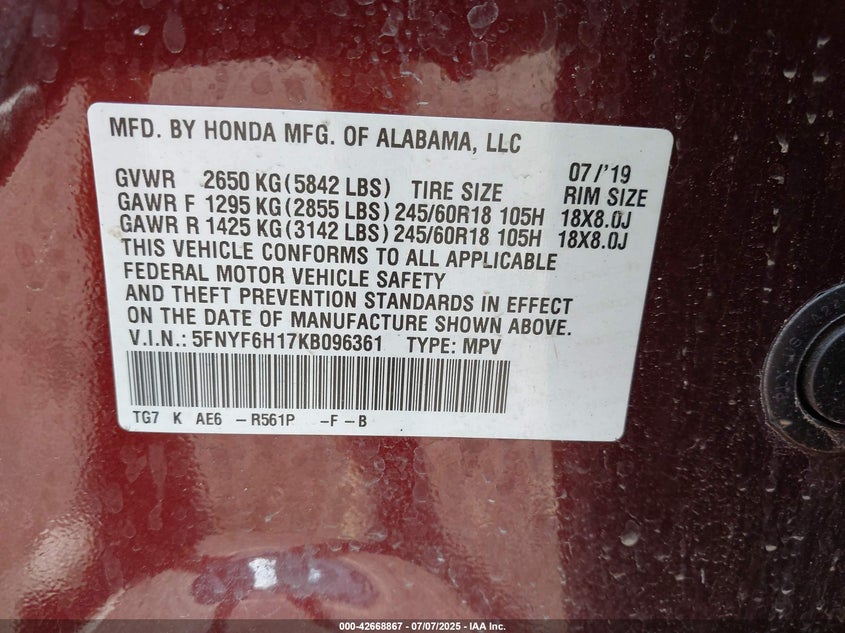 MFD. BY HONDA MFG. OF ALABAMA, LLC
07/'19
GVWR 2650 KG(5842 LBS) TIRE SIZE RIM SIZE
GAWR F 1295 KG(2855 LBS) 245/60R18 105H 18X8.0J
GAWR R 1425 KG(3142 LBS) 245/60R18 105H 18X8.0J
THIS VEHICLE CONFORMS TO ALL APPLICABLE
FEDERAL MOTOR VEHICLE SAFETY
AND THEFT PREVENTION STANDARDS IN EFFECT
ON THE DATE OF MANUFACTURE SHOWN ABOVE.
V.I.N.: 5FNYF6H17KB096361 TYPE: MPV
TG7 K AE6 -R561P -F-B
000-42668867 - 07/07/2025 - IAA Inc.